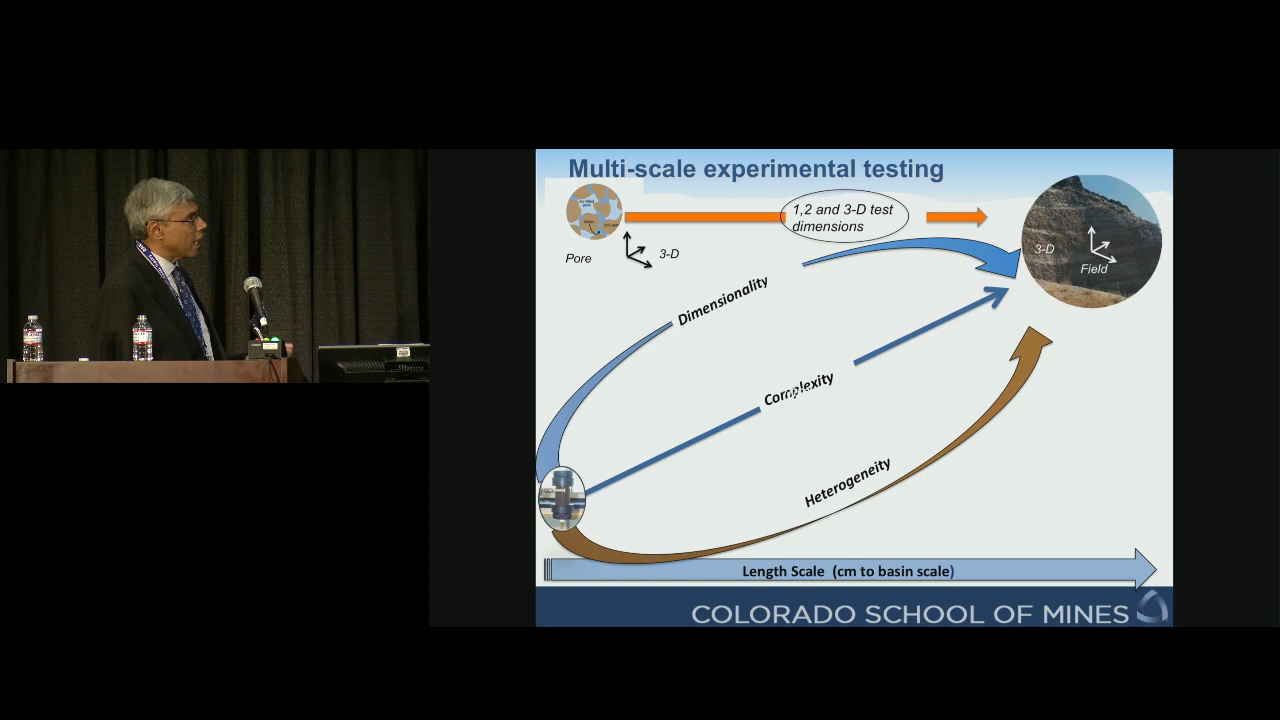 Multi-scale experimental testing
1,2 and 3-D test
dimensions
Pore
3-D
3-D
Field
Dimensionality
Complexity
Heterogeneity
Length Scale (cm to basin scale)
COLORADO SCHOOL OF MINES